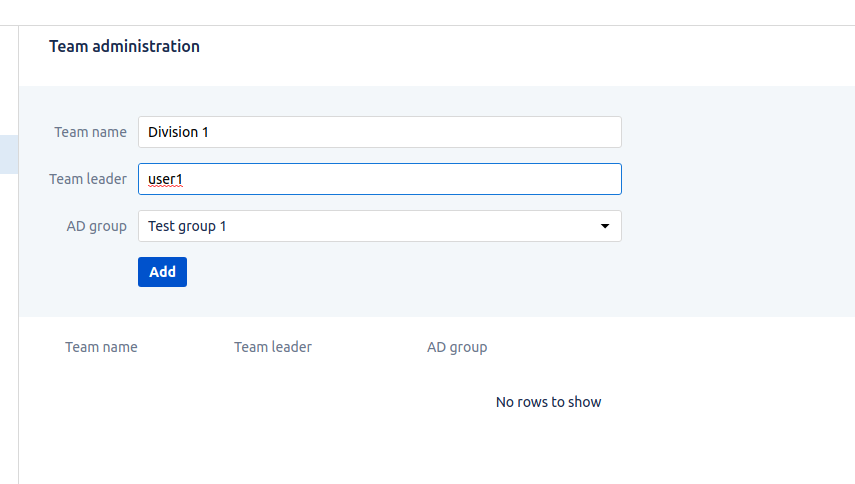 Team administration
Team name Division 1
Team leader user1
AD group Test group 1
Add
Team name Team leader AD group
No rows to show